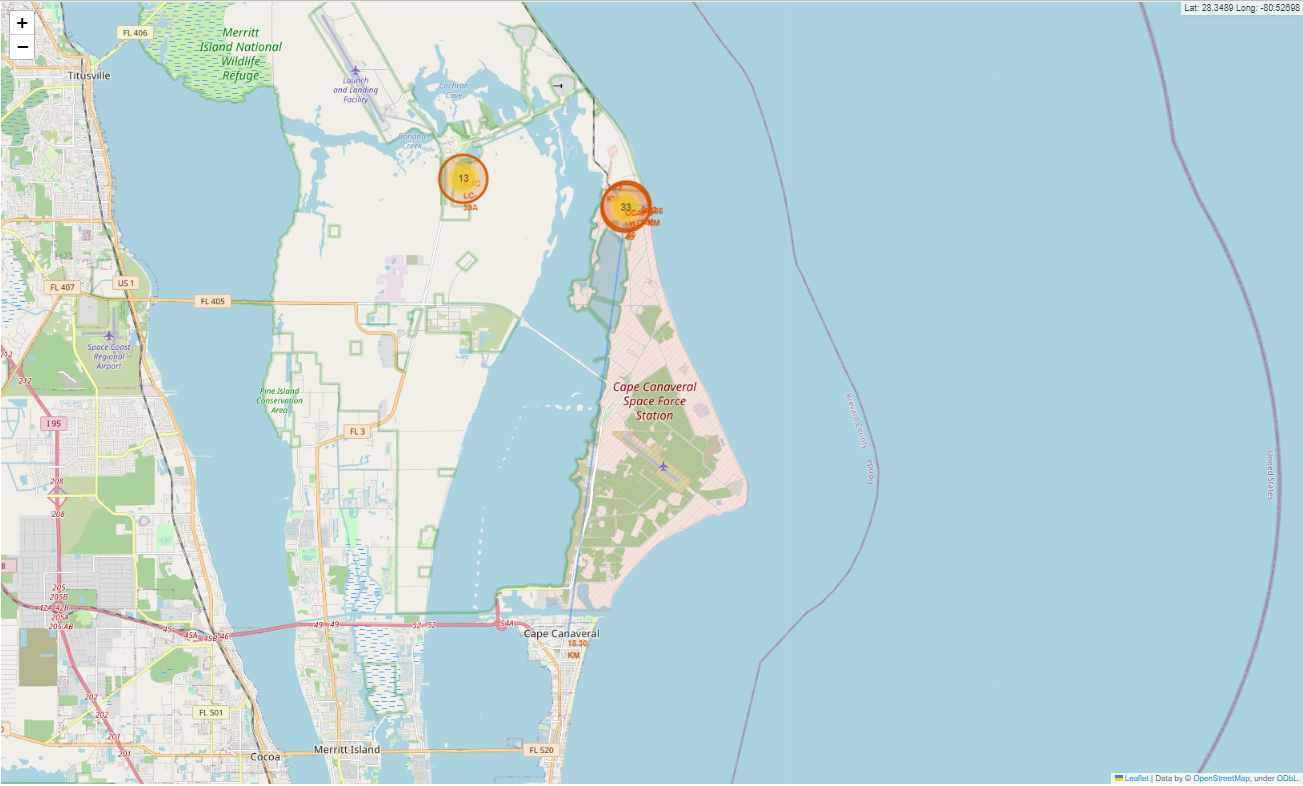 +
−
Lat: 28.3489 Long: -80.52698
FL 406
Merritt
Island National
Wildlife
Refuge
Titusville
Launch
and Landing
Facility
Cochran
Cove
Banana
Creek
13
LC-
39A
33
FL 407
US 1
FL 405
Space Coast
Regional
Airport
212
212
Pine Island
Conservation
Area
Cape Canaveral
Space Force
Station
I 95
FL 3
Brevard County
Florida
United States
208
208
205
205B
42A-42B
205A
205 AB
45
45A
45B
46
49
49
52
52
54A
Cape Canaveral
18.30
KM
202
202
201
201
FL 501
Cocoa
Merritt Island
FL 520
Leaflet | Data by © OpenStreetMap, under ODbL.